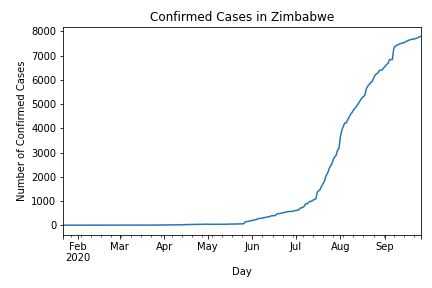 Confirmed Cases in Zimbabwe
8000
7000
6000
5000
4000
3000
2000
1000
0
Number of Confirmed Cases
Feb Mar Apr May Jun Jul Aug Sep
2020
Day